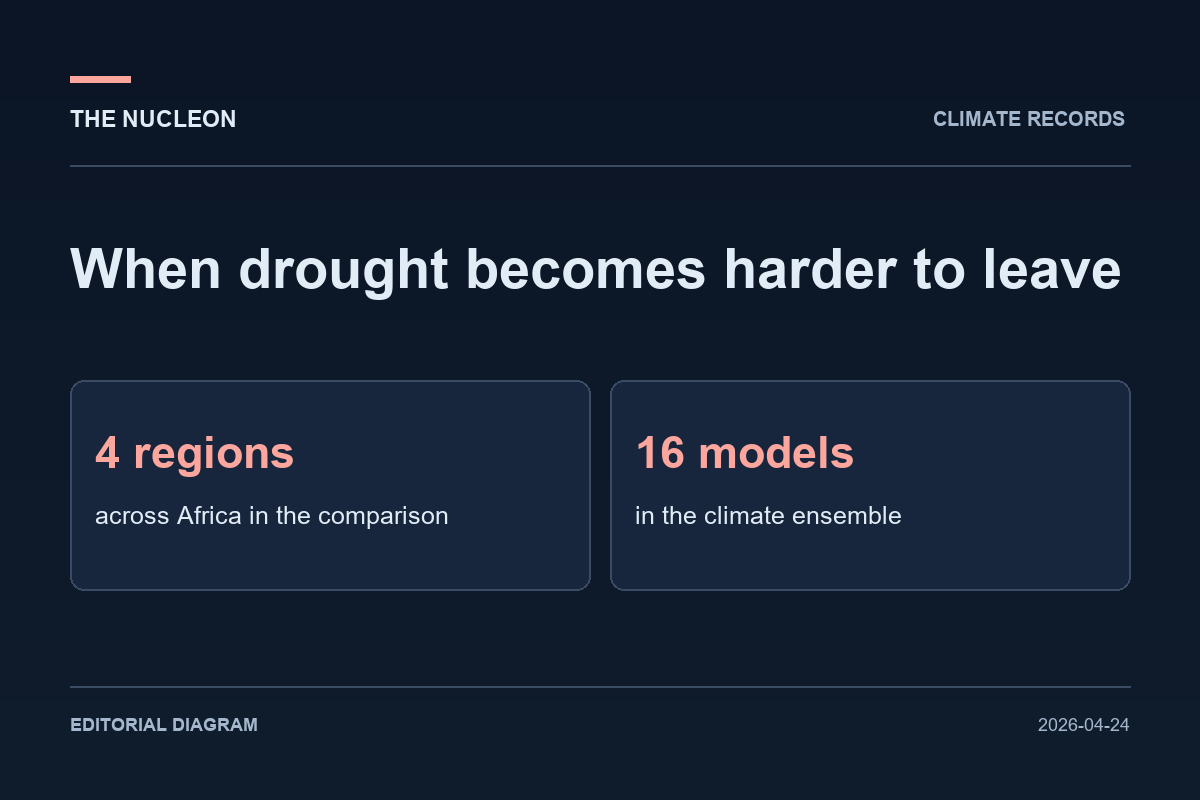 THE NUCLEON
CLIMATE RECORDS
When drought becomes harder to leave
4 regions
across Africa in the comparison
16 models
in the climate ensemble
EDITORIAL DIAGRAM
2026-04-24